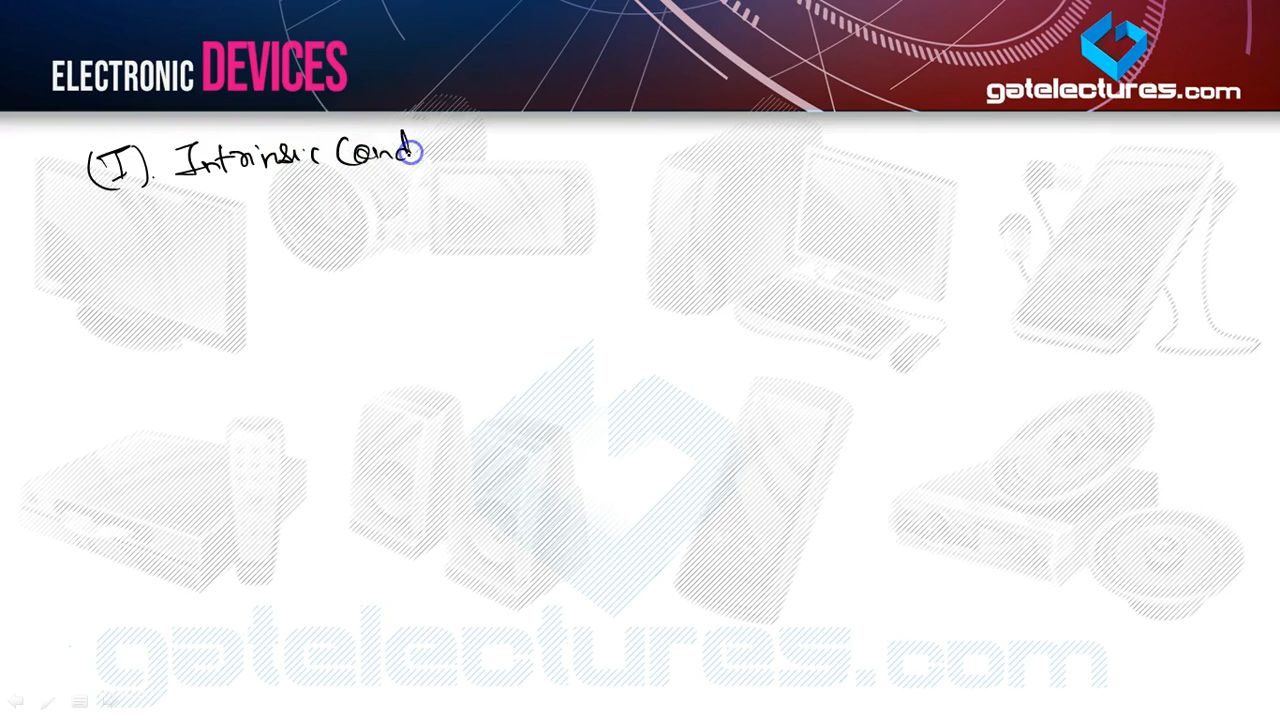 ELECTRONIC DEVICES
gatelectures.com
(I). Intrinsic Cond
gatelectures.com